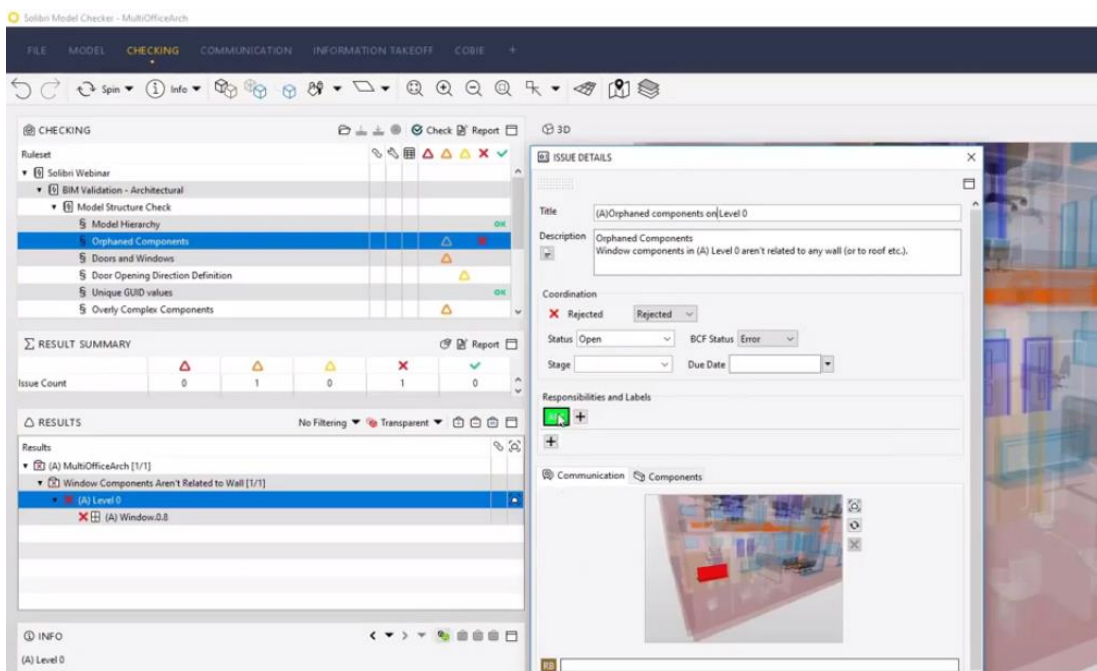 Solibri Model Checker - MultiOfficeArch
FILE MODEL CHECKING COMMUNICATION INFORMATION TAKEOFF COBIE +
Spin Info
CHECKING Check Report
Ruleset
Solibri Webinar
BIM Validation - Architectural
Model Structure Check
§ Model Hierarchy OK
§ Orphaned Components
§ Doors and Windows
§ Door Opening Direction Definition
§ Unique GUID values OK
§ Overly Complex Components
RESULT SUMMARY Report
Issue Count 0 1 0 1 0
RESULTS No Filtering Transparent
Results
(A) MultiOfficeArch [1/1]
Window Components Aren't Related to Wall [1/1]
(A) Level 0
(A) Window.0.8
INFO
(A) Level 0
3D
ISSUE DETAILS
Title (A)Orphaned components on Level 0
Description Orphaned Components
Window components in (A) Level 0 aren't related to any wall (or to roof etc.).
Coordination
Rejected Rejected
Status Open BCF Status Error
Stage Due Date
Responsibilities and Labels
Communication Components
RB